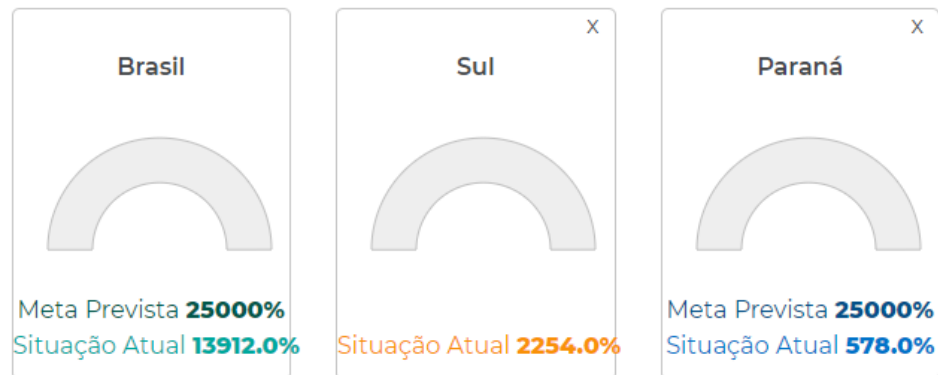 Brasil
Meta Prevista 25000%
Situação Atual 13912.0%
X
Sul
Situação Atual 2254.0%
X
Paraná
Meta Prevista 25000%
Situação Atual 578.0%